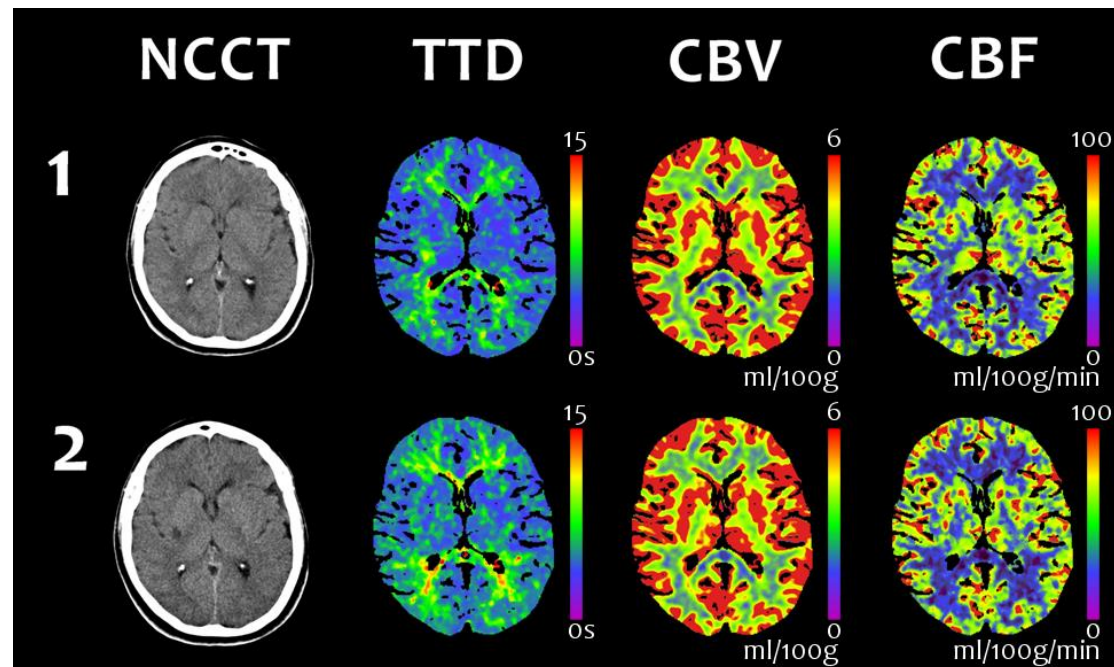 NCCT TTD CBV CBF
1
15 6 100
0s 0 0
ml/100g ml/100g/min
2
15 6 100
0s 0 0
ml/100g ml/100g/min